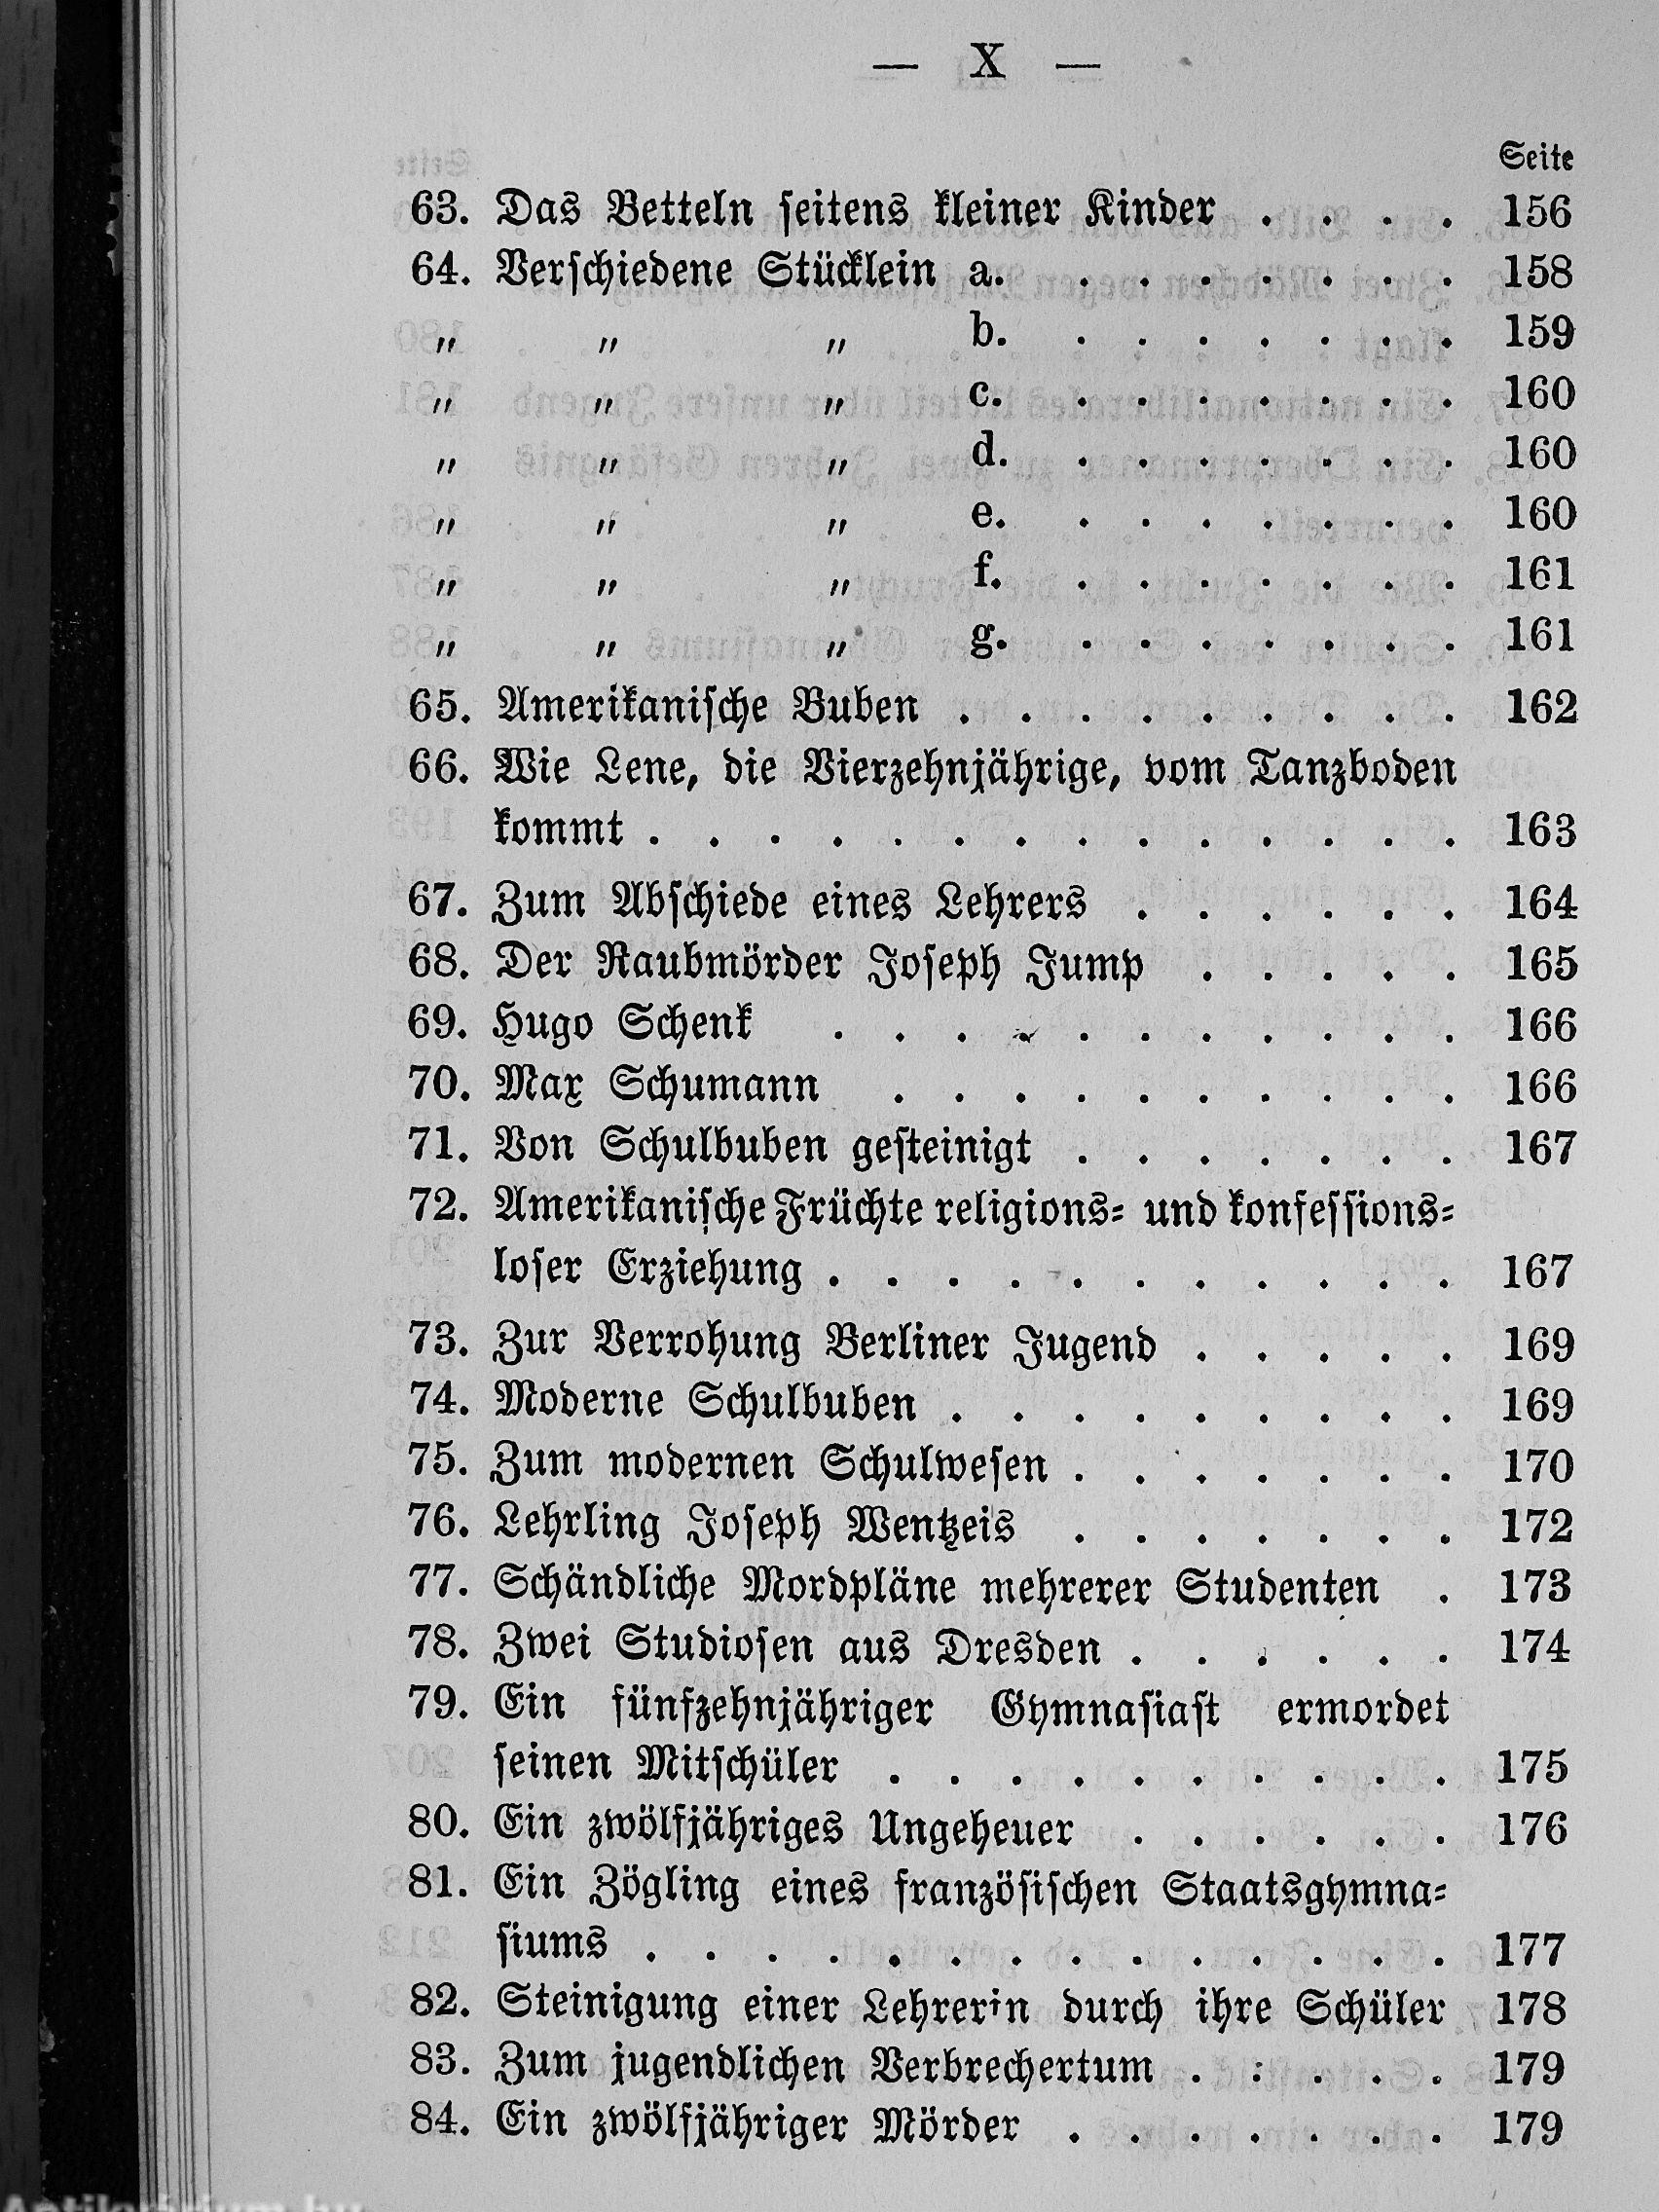 — X —
Seite
63. Das Betteln seitens kleiner Kinder . . . . 156
64. Verschiedene Stücklein a. . . . . . . . 158
„ „ „ b. . . . . . . . 159
„ „ „ c. . . . . . . . 160
„ „ „ d. . . . . . . . 160
„ „ „ e. . . . . . . . 160
„ „ „ f. . . . . . . . 161
„ „ „ g. . . . . . . . 161
65. Amerikanische Buben . . . . . . . . . 162
66. Wie Lene, die Vierzehnjährige, vom Tanzboden
kommt . . . . . . . . . . . . . . 163
67. Zum Abschiede eines Lehrers . . . . . . 164
68. Der Raubmörder Joseph Jump . . . . . 165
69. Hugo Schenk . . . . . . . . . . . 166
70. Max Schumann . . . . . . . . . . 166
71. Von Schulbuben gesteinigt . . . . . . . 167
72. Amerikanische Früchte religions- und konfessions-
loser Erziehung . . . . . . . . . . . 167
73. Zur Verrohung Berliner Jugend . . . . . 169
74. Moderne Schulbuben . . . . . . . . . 169
75. Zum modernen Schulwesen . . . . . . . 170
76. Lehrling Joseph Wentzeis . . . . . . . 172
77. Schändliche Mordpläne mehrerer Studenten . 173
78. Zwei Studiosen aus Dresden . . . . . . 174
79. Ein fünfzehnjähriger Gymnasiast ermordet
seinen Mitschüler . . . . . . . . . . 175
80. Ein zwölfjähriges Ungeheuer . . . . . . 176
81. Ein Zögling eines französischen Staatsgymna-
siums . . . . . . . . . . . . . . 177
82. Steinigung einer Lehrerin durch ihre Schüler 178
83. Zum jugendlichen Verbrechertum . : . . . 179
84. Ein zwölfjähriger Mörder . . . . . . . 179